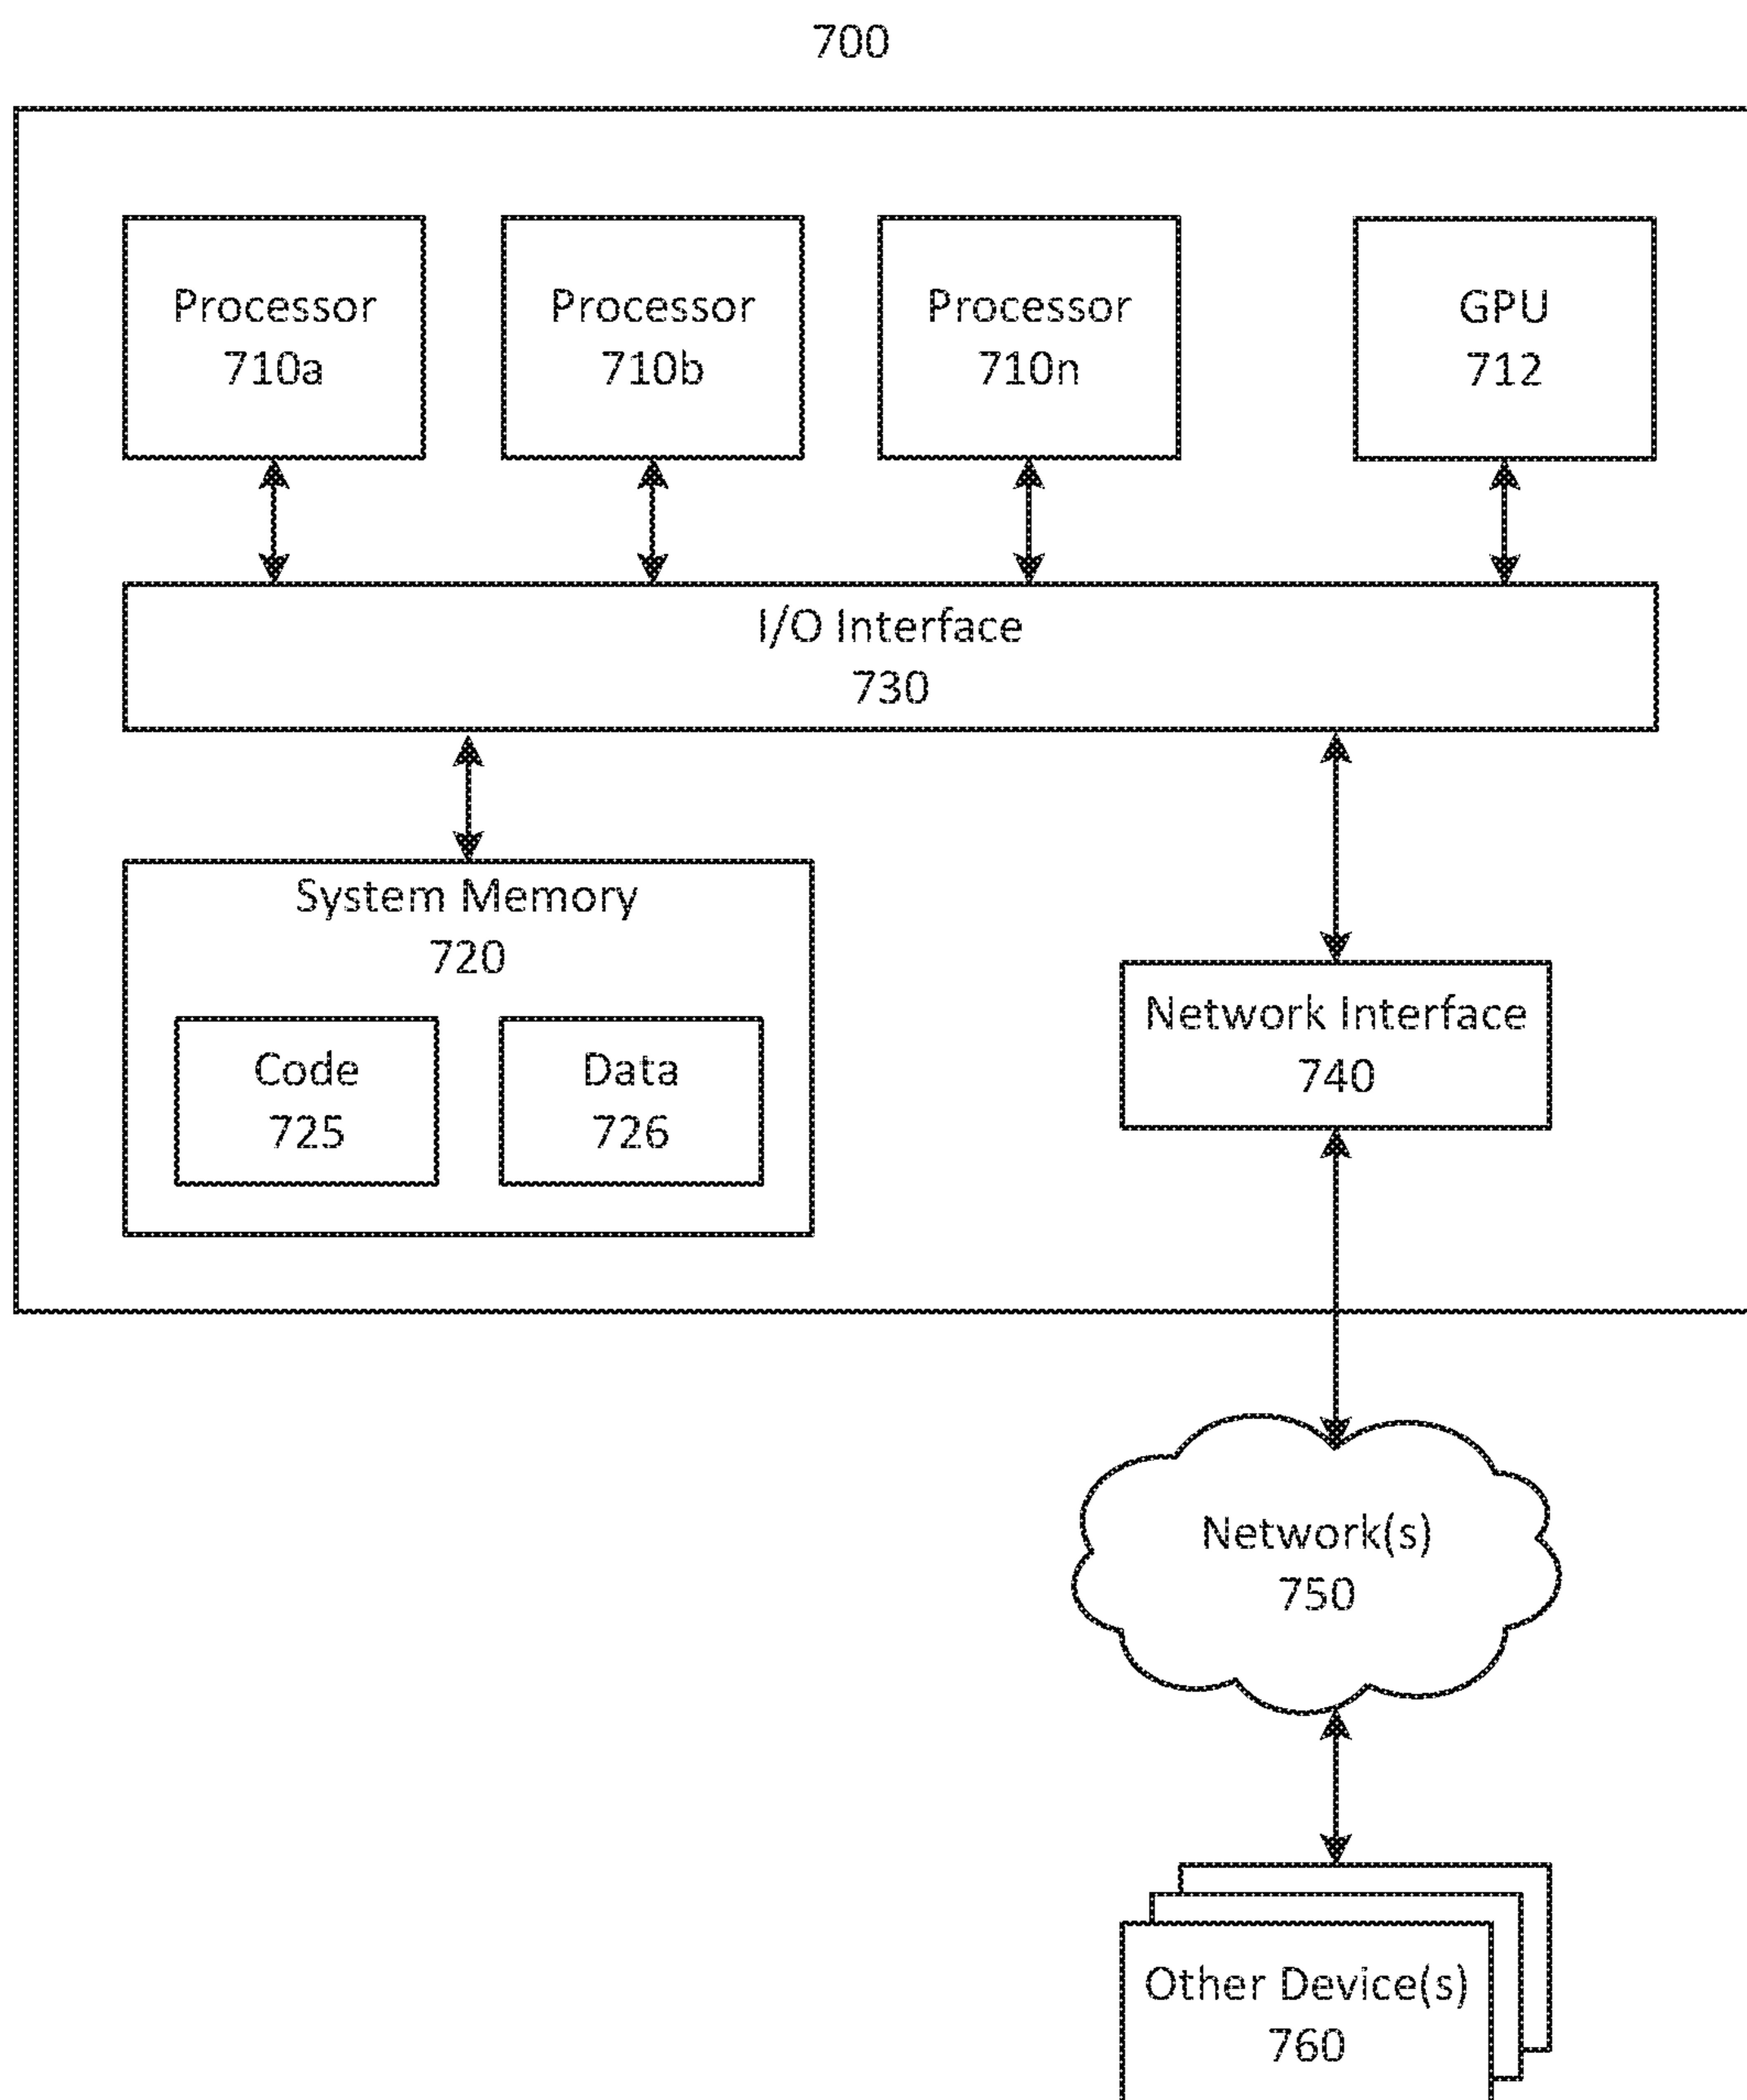 700
Processor
710a
Processor
710b
Processor
710n
GPU
712
I/O Interface
730
System Memory
720
Code
725
Data
726
Network Interface
740
Network(s)
750
Other Device(s)
760